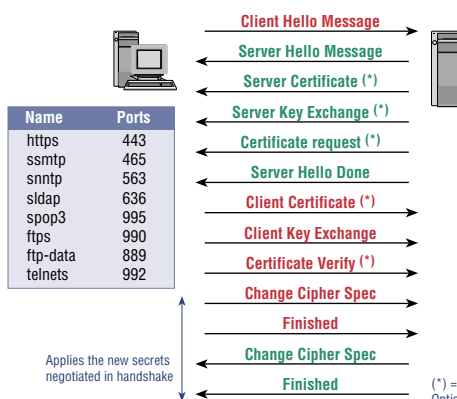 Client Hello Message
Server Hello Message
Server Certificate (*)
Server Key Exchange (*)
Certificate request (*)
Server Hello Done
Client Certificate (*)
Client Key Exchange
Certificate Verify (*)
Change Cipher Spec
Finished
Change Cipher Spec
Finished
Name Ports
https 443
ssmtp 465
snntp 563
sldap 636
spop3 995
ftps 990
ftp-data 889
telnets 992
Applies the new secrets
negotiated in handshake
(*) =